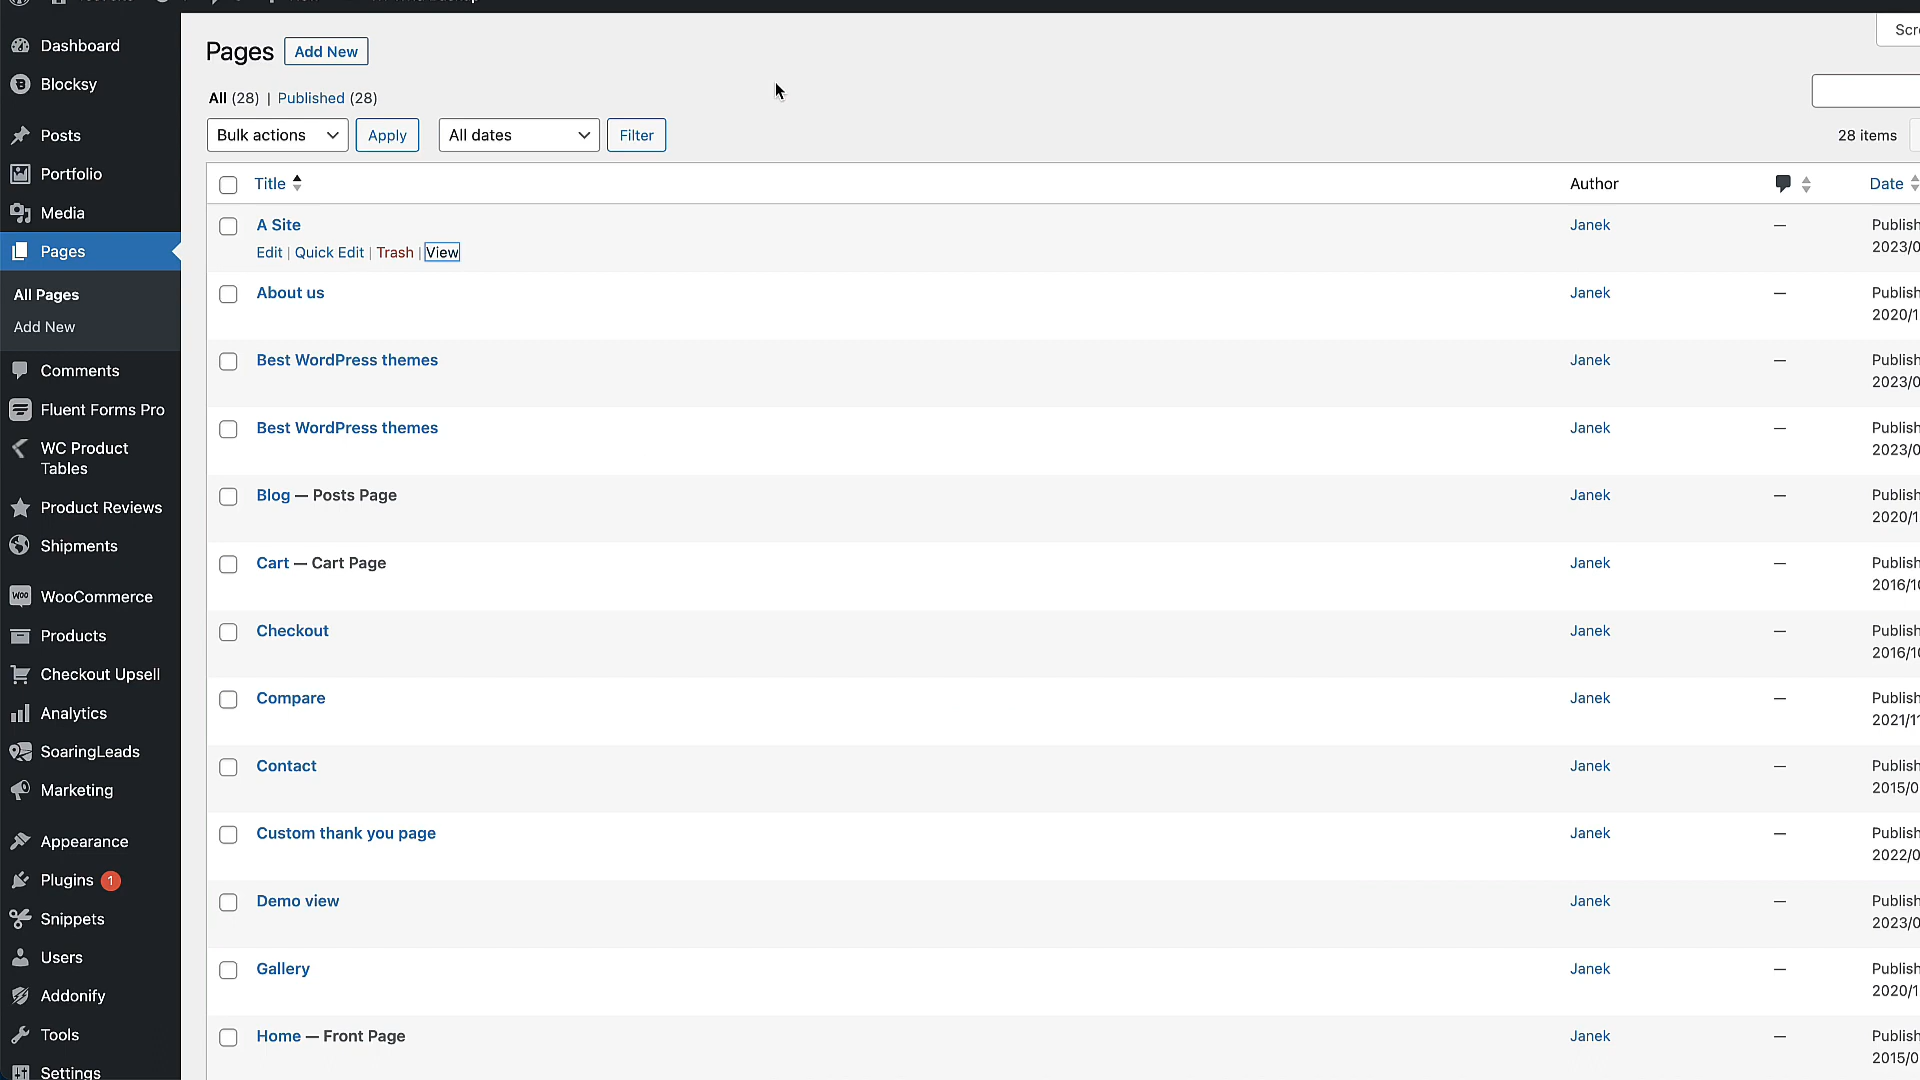 Dashboard
Blocksy
Posts
Portfolio
Media
Pages
All Pages
Add New
Comments
Fluent Forms Pro
WC Product
Tables
Product Reviews
Shipments
WooCommerce
Products
Checkout Upsell
Analytics
SoaringLeads
Marketing
Appearance
Plugins 1
Snippets
Users
Addonify
Tools
Settings
Pages Add New
Scre
All (28) | Published (28)
Bulk actions Apply All dates Filter
28 items
Title Author Date
A Site Janek — Publish
Edit | Quick Edit | Trash | View 2023/0
About us Janek — Publish
2020/1
Best WordPress themes Janek — Publish
2023/0
Best WordPress themes Janek — Publish
2023/0
Blog — Posts Page Janek — Publish
2020/1
Cart — Cart Page Janek — Publish
2016/10
Checkout Janek — Publish
2016/10
Compare Janek — Publish
2021/11
Contact Janek — Publish
2015/0
Custom thank you page Janek — Publish
2022/0
Demo view Janek — Publish
2023/0
Gallery Janek — Publish
2020/1
Home — Front Page Janek — Publish
2015/0